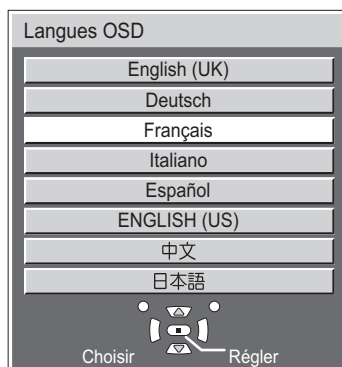 Langues OSD
English (UK)
Deutsch
Français
Italiano
Español
ENGLISH (US)
中文
日本語
Choisir
Régler